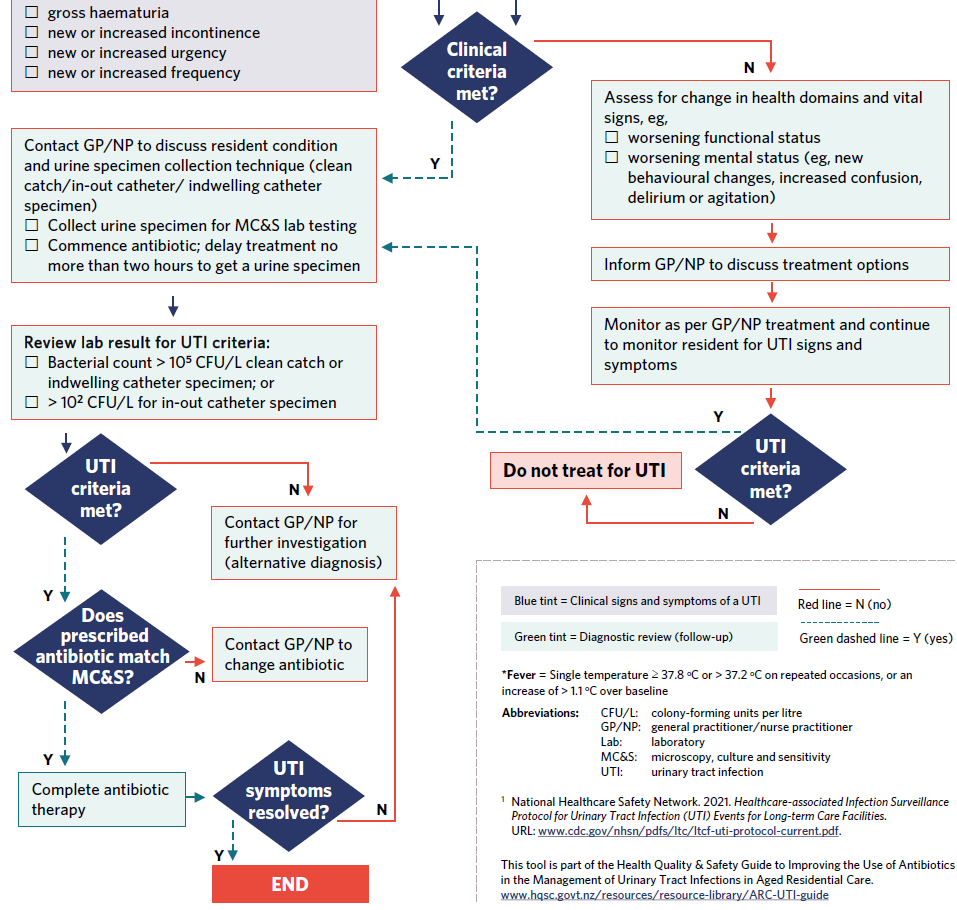 ☐ gross haematuria
☐ new or increased incontinence
☐ new or increased urgency
☐ new or increased frequency
Clinical
criteria
met?
N
Y
Assess for change in health domains and vital
signs, eg,
☐ worsening functional status
☐ worsening mental status (eg, new
behavioural changes, increased confusion,
delirium or agitation)
Contact GP/NP to discuss resident condition
and urine specimen collection technique (clean
catch/in-out catheter/ indwelling catheter
specimen)
☐ Collect urine specimen for MC&S lab testing
☐ Commence antibiotic; delay treatment no
more than two hours to get a urine specimen
Inform GP/NP to discuss treatment options
Monitor as per GP/NP treatment and continue
to monitor resident for UTI signs and
symptoms
Review lab result for UTI criteria:
☐ Bacterial count > 10⁵ CFU/L clean catch or
indwelling catheter specimen; or
☐ > 10² CFU/L for in-out catheter specimen
Y
UTI
criteria
met?
N
Do not treat for UTI
UTI
criteria
met?
N
Contact GP/NP for
further investigation
(alternative diagnosis)
Y
Does
prescribed
antibiotic match
MC&S?
N
Contact GP/NP to
change antibiotic
Y
Complete antibiotic
therapy
UTI
symptoms
resolved?
N
Y
END
Blue tint = Clinical signs and symptoms of a UTI
Red line = N (no)
Green tint = Diagnostic review (follow-up)
Green dashed line = Y (yes)
*Fever = Single temperature ≥ 37.8 ºC or > 37.2 ºC on repeated occasions, or an
increase of > 1.1 ºC over baseline
Abbreviations: CFU/L: colony-forming units per litre
GP/NP: general practitioner/nurse practitioner
Lab: laboratory
MC&S: microscopy, culture and sensitivity
UTI: urinary tract infection
¹ National Healthcare Safety Network. 2021. Healthcare-associated Infection Surveillance
Protocol for Urinary Tract Infection (UTI) Events for Long-term Care Facilities.
URL: www.cdc.gov/nhsn/pdfs/ltc/ltcf-uti-protocol-current.pdf.
This tool is part of the Health Quality & Safety Guide to Improving the Use of Antibiotics
in the Management of Urinary Tract Infections in Aged Residential Care.
www.hqsc.govt.nz/resources/resource-library/ARC-UTI-guide